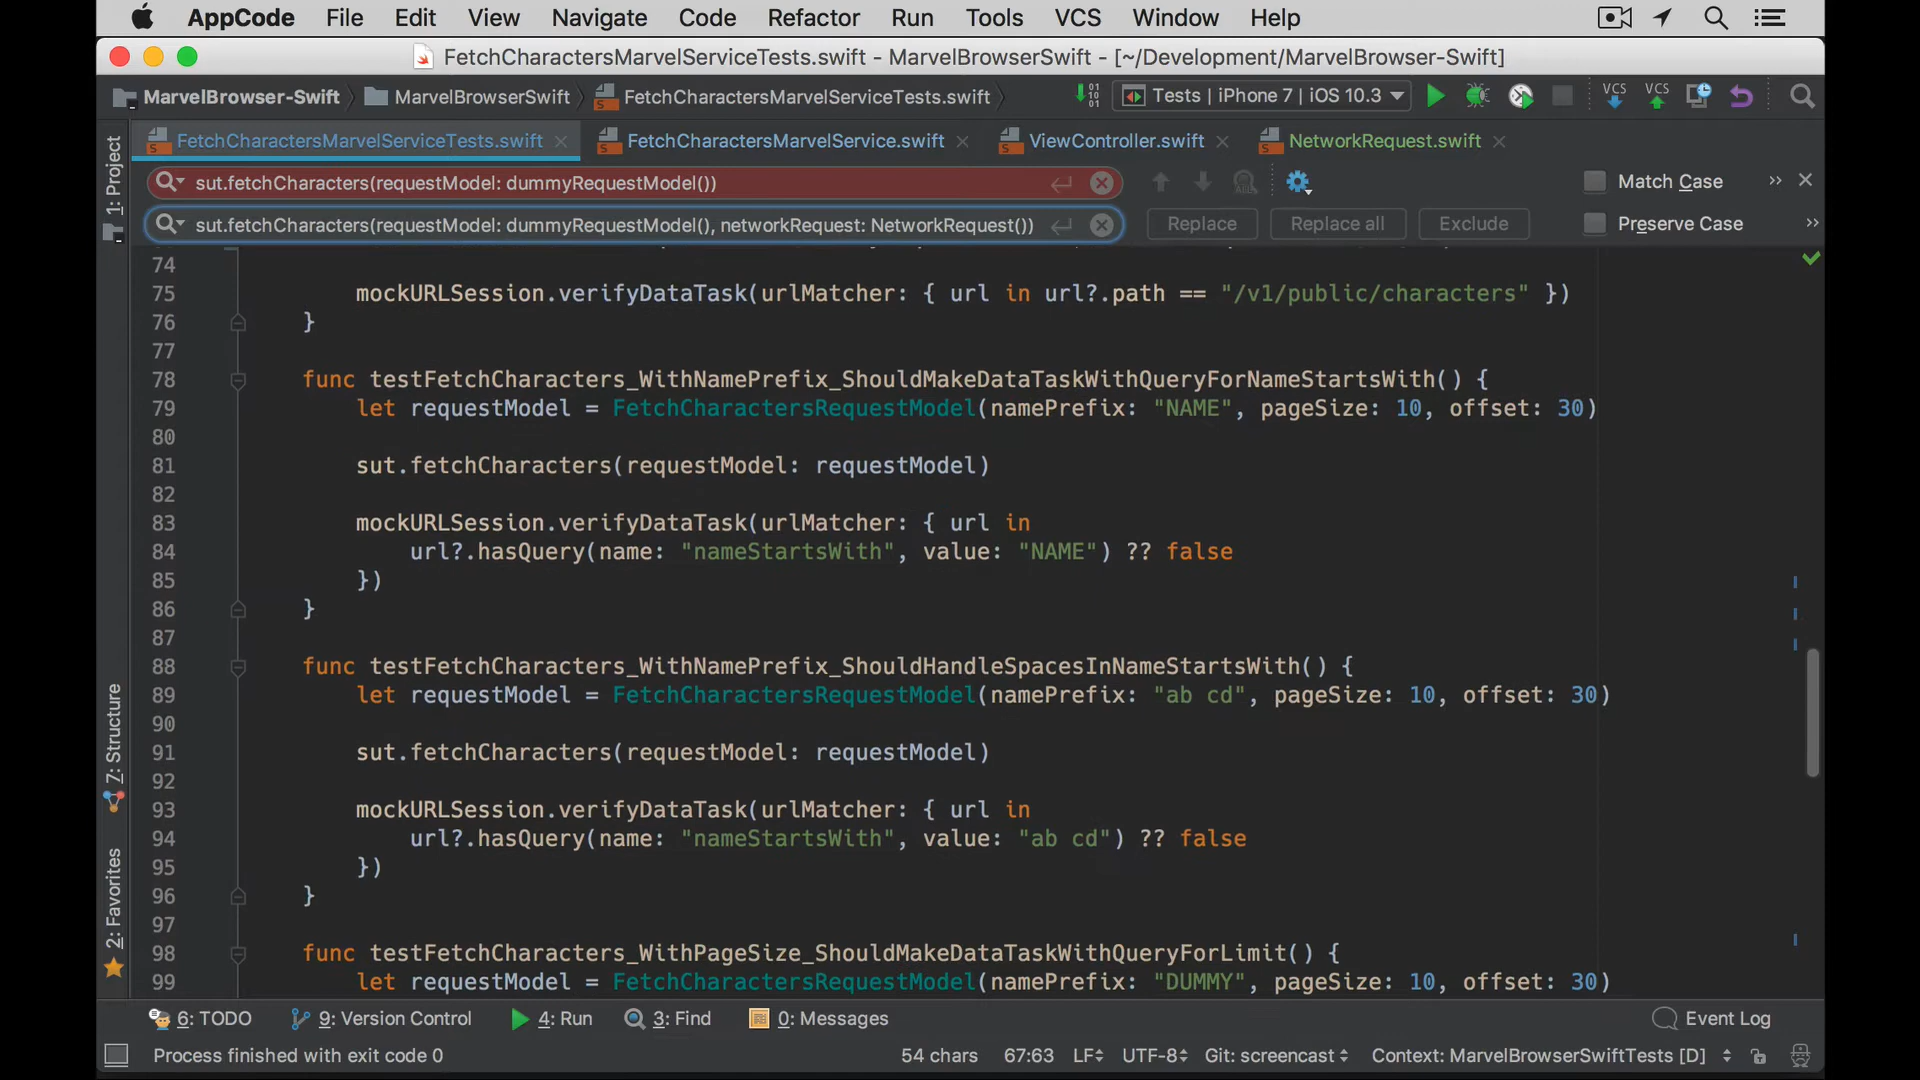 AppCode File Edit View Navigate Code Refactor Run Tools VCS Window Help
FetchCharactersMarvelServiceTests.swift - MarvelBrowserSwift - [~/Development/MarvelBrowser-Swift]
MarvelBrowser-Swift MarvelBrowserSwift FetchCharactersMarvelServiceTests.swift Tests | iPhone 7 | iOS 10.3 VCS VCS
FetchCharactersMarvelServiceTests.swift FetchCharactersMarvelService.swift ViewController.swift NetworkRequest.swift
sut.fetchCharacters(requestModel: dummyRequestModel()) Match Case
sut.fetchCharacters(requestModel: dummyRequestModel(), networkRequest: NetworkRequest()) Replace Replace all Exclude Preserve Case
1: Project
7: Structure
2: Favorites
74
75 mockURLSession.verifyDataTask(urlMatcher: { url in url?.path == "/v1/public/characters" })
76 }
77
78 func testFetchCharacters_WithNamePrefix_ShouldMakeDataTaskWithQueryForNameStartsWith() {
79 let requestModel = FetchCharactersRequestModel(namePrefix: "NAME", pageSize: 10, offset: 30)
80
81 sut.fetchCharacters(requestModel: requestModel)
82
83 mockURLSession.verifyDataTask(urlMatcher: { url in
84 url?.hasQuery(name: "nameStartsWith", value: "NAME") ?? false
85 })
86 }
87
88 func testFetchCharacters_WithNamePrefix_ShouldHandleSpacesInNameStartsWith() {
89 let requestModel = FetchCharactersRequestModel(namePrefix: "ab cd", pageSize: 10, offset: 30)
90
91 sut.fetchCharacters(requestModel: requestModel)
92
93 mockURLSession.verifyDataTask(urlMatcher: { url in
94 url?.hasQuery(name: "nameStartsWith", value: "ab cd") ?? false
95 })
96 }
97
98 func testFetchCharacters_WithPageSize_ShouldMakeDataTaskWithQueryForLimit() {
99 let requestModel = FetchCharactersRequestModel(namePrefix: "DUMMY", pageSize: 10, offset: 30)
6: TODO 9: Version Control 4: Run 3: Find 0: Messages Event Log
Process finished with exit code 0 54 chars 67:63 LF UTF-8 Git: screencast Context: MarvelBrowserSwiftTests [D]